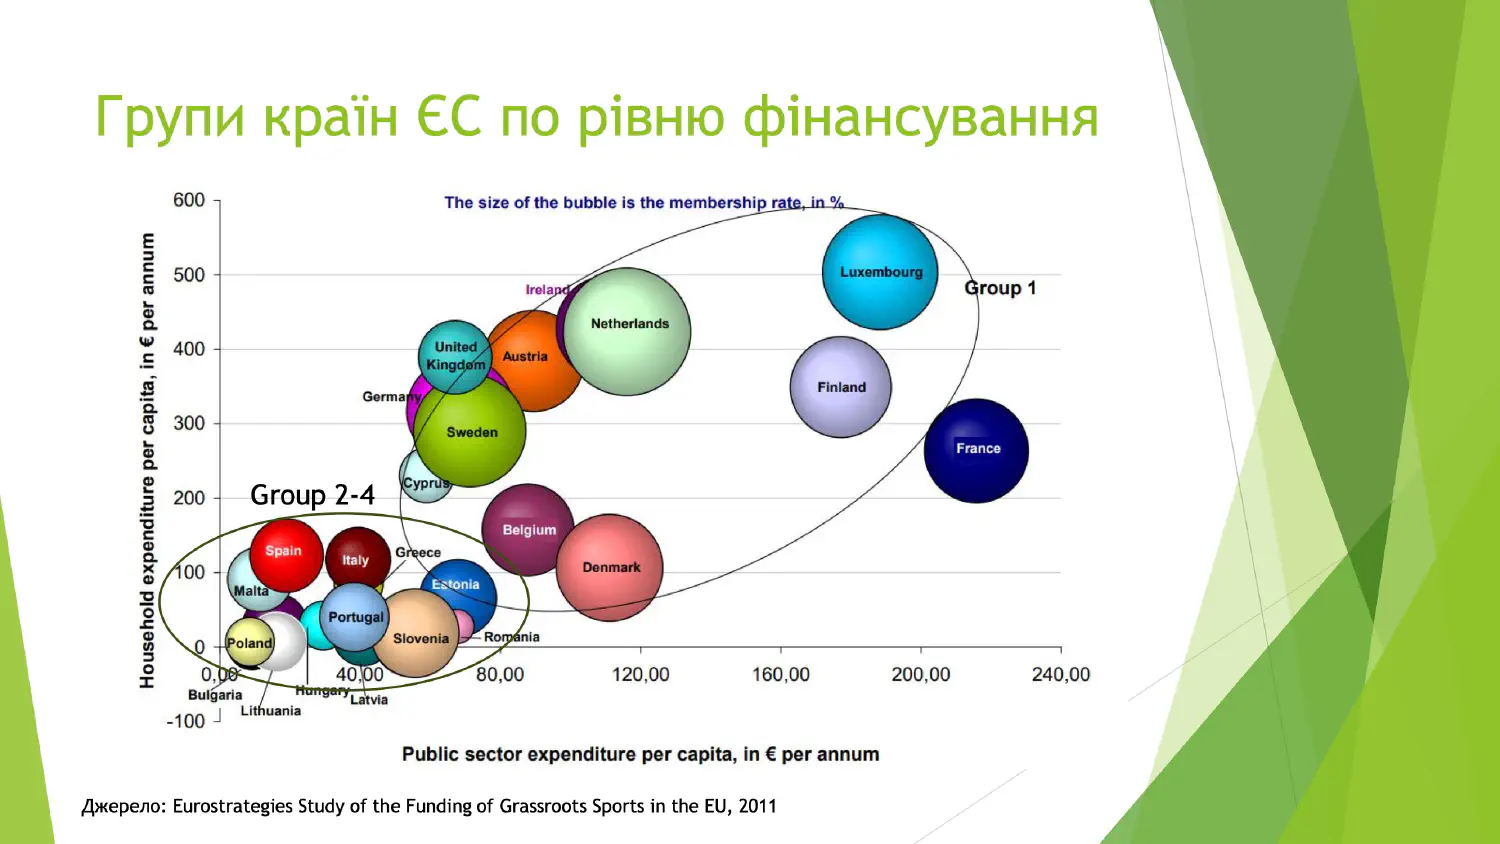 Групи країн ЄС по рівню фінансування
The size of the bubble is the membership rate, in %
Household expenditure per capita, in € per annum
600
500
400
300
200
100
0
-100
Luxembourg
Group 1
Ireland
Netherlands
United
Kingdom
Austria
Finland
Germany
Sweden
France
Cyprus
Group 2-4
Belgium
Spain
Italy
Greece
Denmark
Malta
Estonia
Portugal
Poland
Slovenia
Romania
0,00
40,00
80,00
120,00
160,00
200,00
240,00
Bulgaria
Hungary
Latvia
Lithuania
Public sector expenditure per capita, in € per annum
Джерело: Eurostrategies Study of the Funding of Grassroots Sports in the EU, 2011